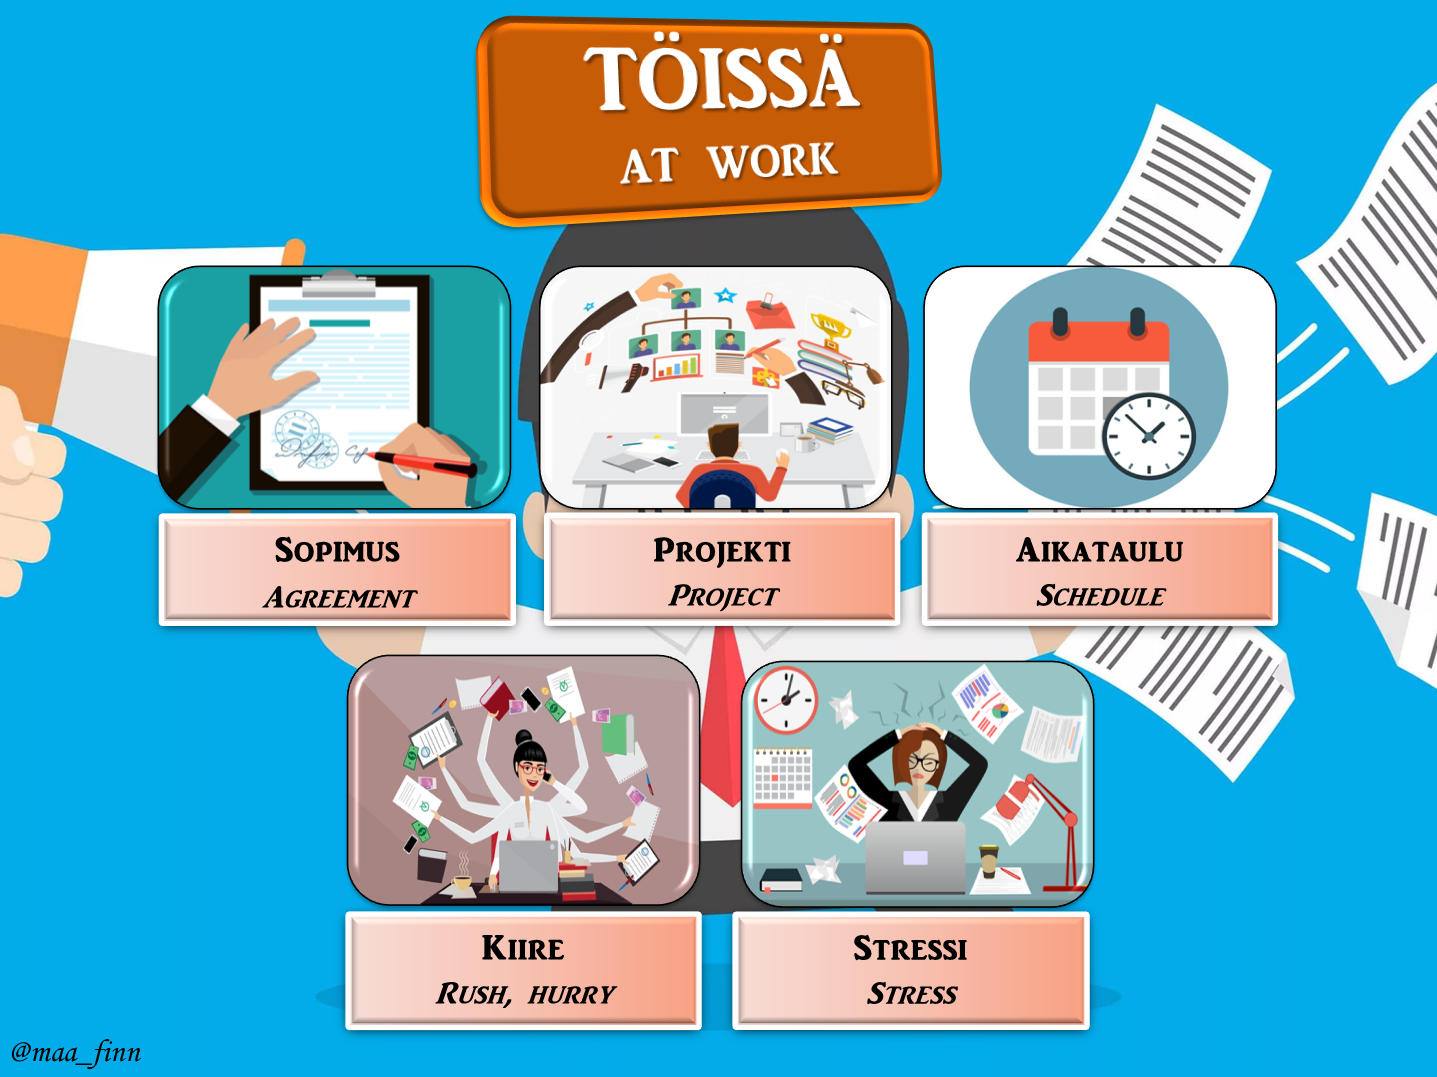 TÖISSÄ
AT WORK
SOPIMUS
AGREEMENT
PROJEKTI
PROJECT
AIKATAULU
SCHEDULE
KIIRE
RUSH, HURRY
STRESSI
STRESS
@maa_finn